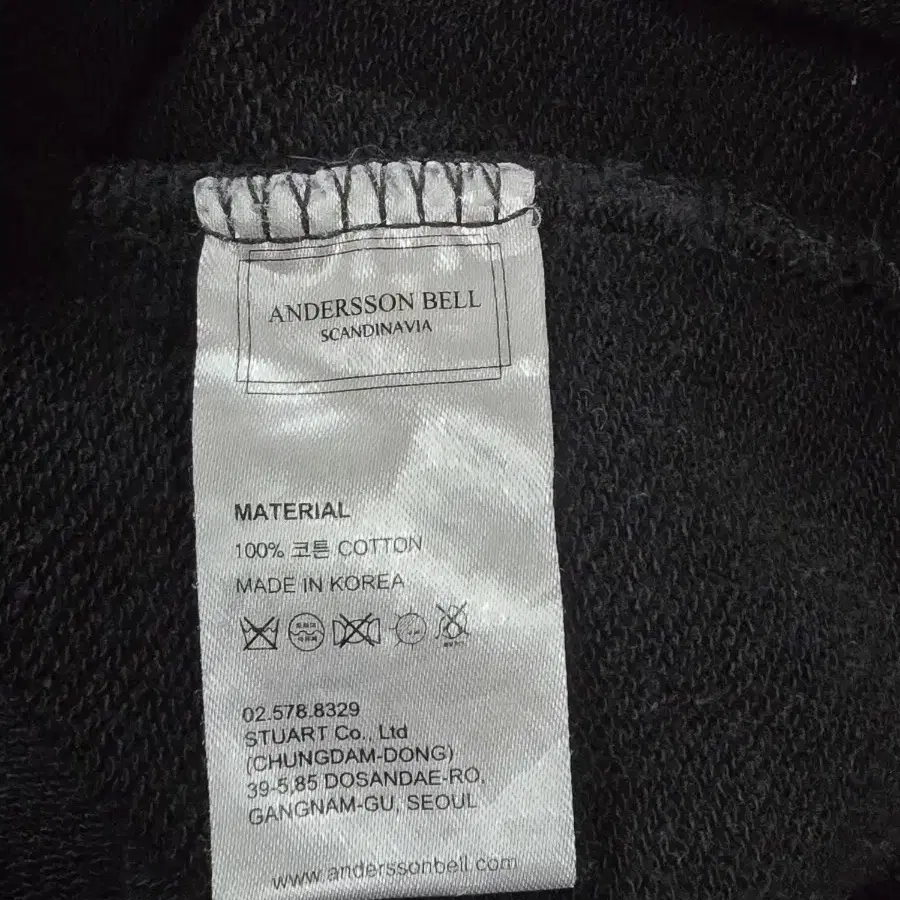 ANDERSSON BELL
SCANDINAVIA
MATERIAL
100% 코튼 COTTON
MADE IN KOREA
02.578.8329
STUART Co., Ltd
(CHUNGDAM-DONG)
39-5,85 DOSANDAE-RO,
GANGNAM-GU, SEOUL
www.anderssonbell.com